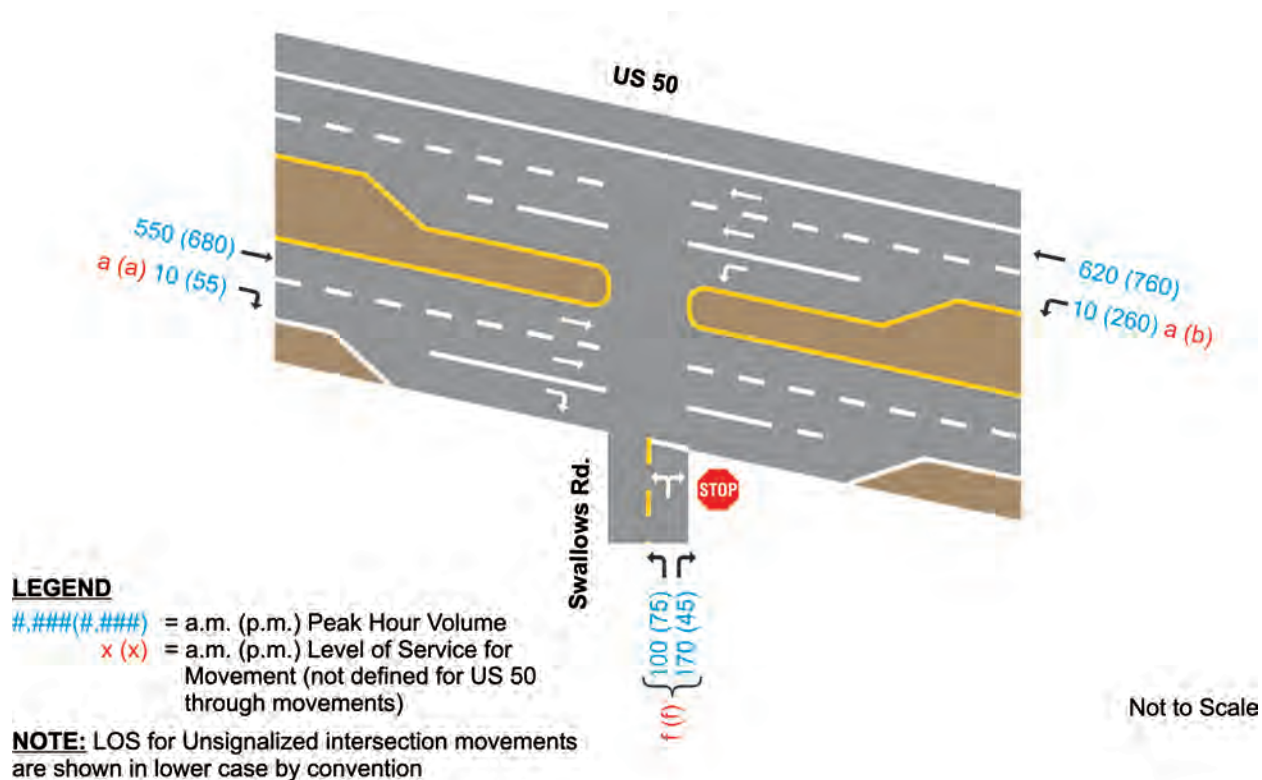 US 50
550 (680)
a (a) 10 (55)
620 (760)
10 (260) a (b)
STOP
Swallows Rd.
100 (75)
170 (45)
f (f)
LEGEND
#,###(#,###) = a.m. (p.m.) Peak Hour Volume
x (x) = a.m. (p.m.) Level of Service for
Movement (not defined for US 50
through movements)
NOTE: LOS for Unsignalized intersection movements
are shown in lower case by convention
Not to Scale